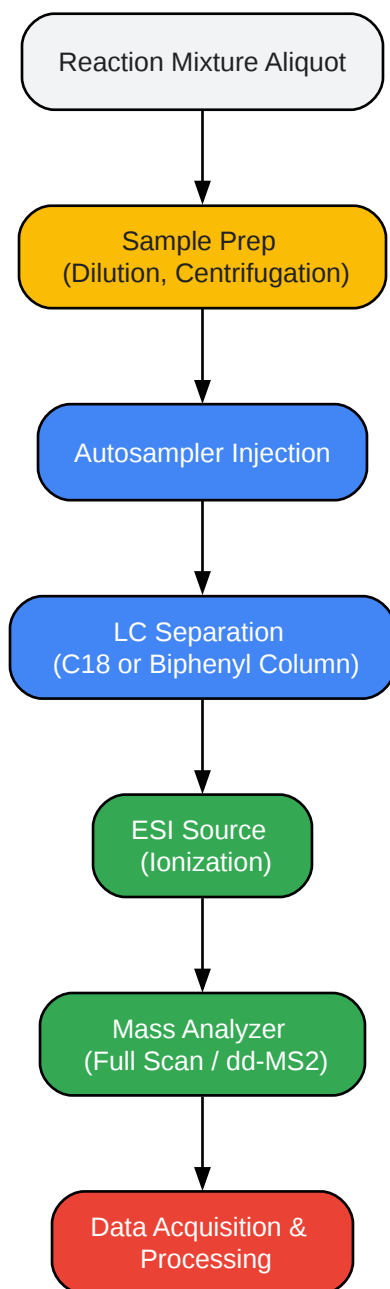 Reaction Mixture Aliquot
Sample Prep
(Dilution, Centrifugation)
Autosampler Injection
LC Separation
(C18 or Biphenyl Column)
ESI Source
(Ionization)
Mass Analyzer
(Full Scan / dd-MS2)
Data Acquisition &
Processing